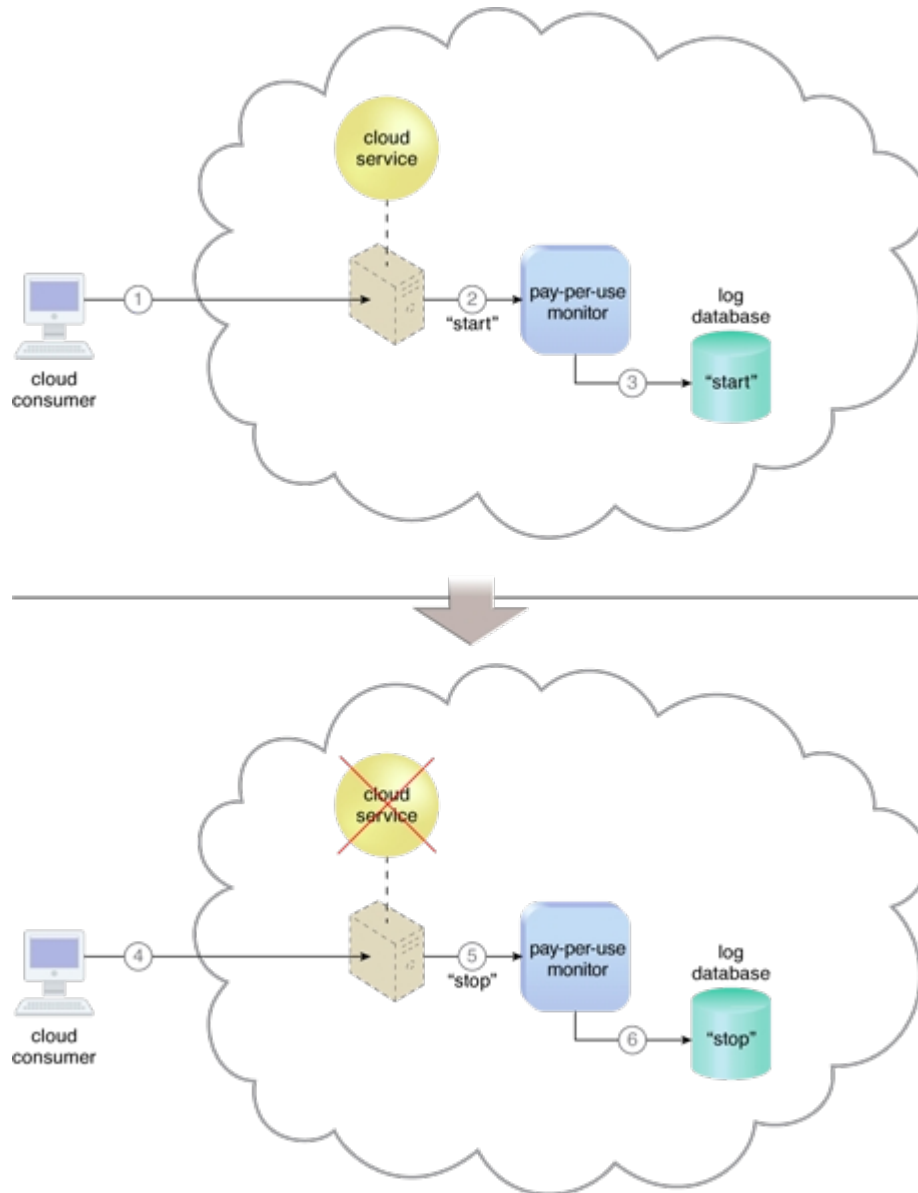 cloud
service
1
2
"start"
pay-per-use
monitor
log
database
3
"start"
cloud
consumer
cloud
service
4
5
"stop"
pay-per-use
monitor
log
database
6
"stop"
cloud
consumer